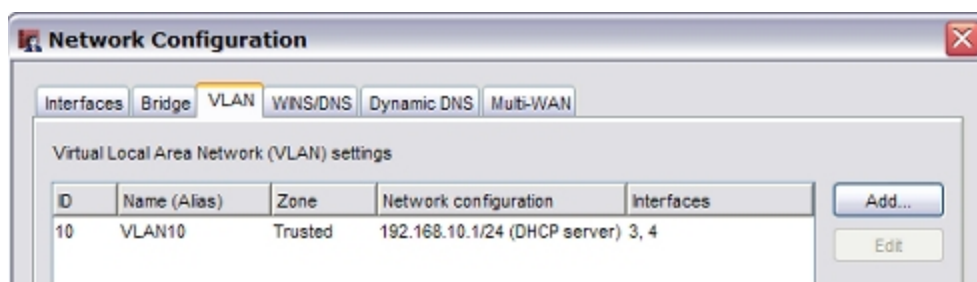 Network Configuration
Interfaces Bridge VLAN WINS/DNS Dynamic DNS Multi-WAN
Virtual Local Area Network (VLAN) settings
ID Name (Alias) Zone Network configuration Interfaces Add...
10 VLAN10 Trusted 192.168.10.1/24 (DHCP server) 3, 4
Edit